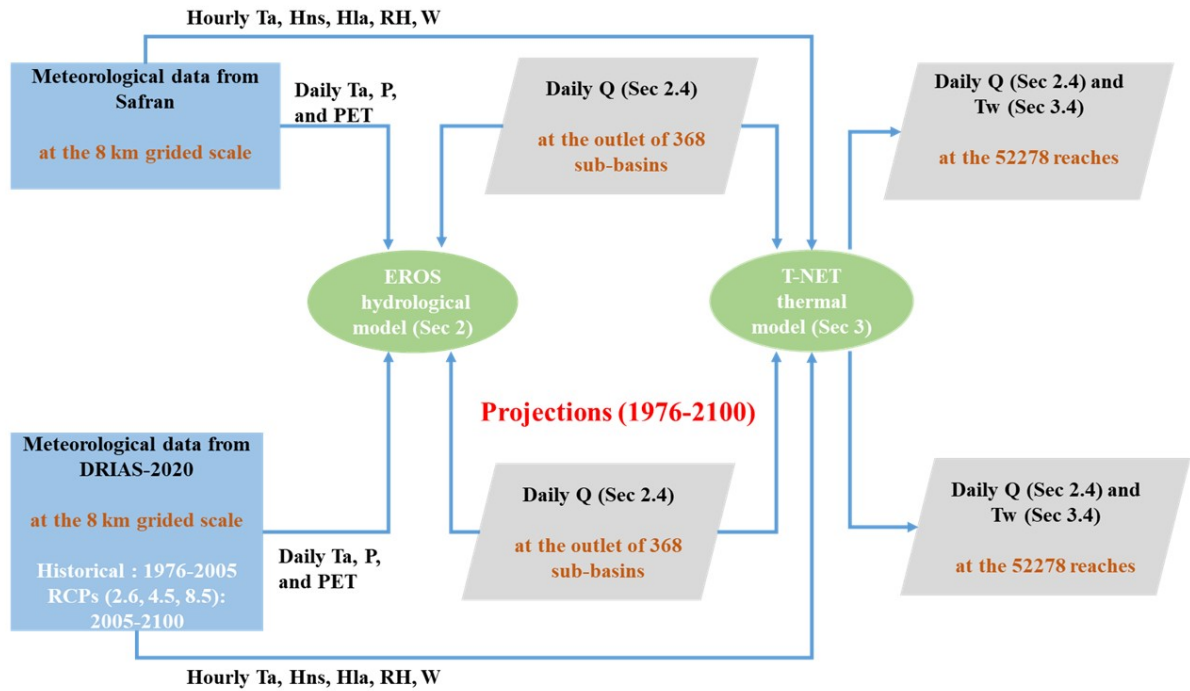 Hourly Ta, Hns, Hla, RH, W
Meteorological data from
Safran
at the 8 km grided scale
Daily Ta, P,
and PET
Daily Q (Sec 2.4)
at the outlet of 368
sub-basins
Daily Q (Sec 2.4) and
Tw (Sec 3.4)
at the 52278 reaches
EROS
hydrological
model (Sec 2)
T-NET
thermal
model (Sec 3)
Projections (1976-2100)
Meteorological data from
DRIAS-2020
at the 8 km grided scale
Historical : 1976-2005
RCPs (2.6, 4.5, 8.5):
2005-2100
Daily Ta, P,
and PET
Daily Q (Sec 2.4)
at the outlet of 368
sub-basins
Daily Q (Sec 2.4) and
Tw (Sec 3.4)
at the 52278 reaches
Hourly Ta, Hns, Hla, RH, W